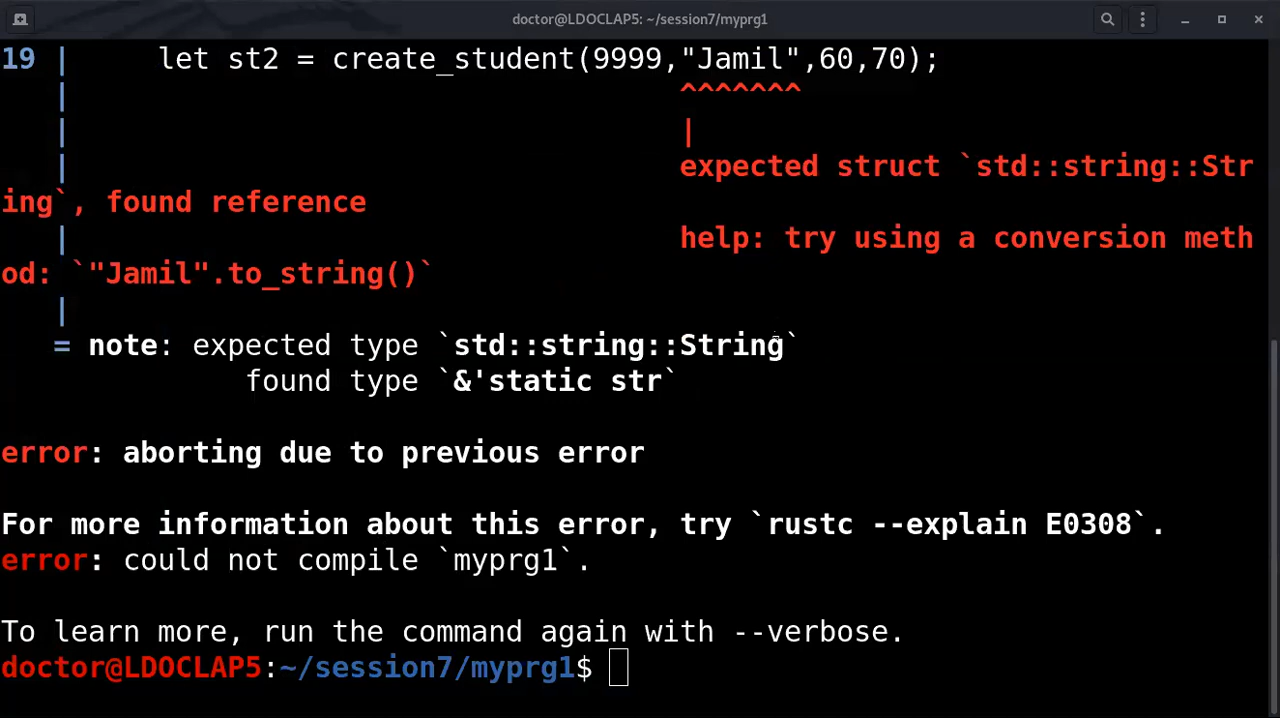 doctor@LDOCLAP5: ~/session7/myprg1
19 |     let st2 = create_student(9999,"Jamil",60,70);
   |                                   ^^^^^^^
   |                                   |
   |                                   expected struct `std::string::Str
ing`, found reference
   |                                   help: try using a conversion meth
od: `"Jamil".to_string()`
   |
   = note: expected type `std::string::String`
              found type `&'static str`
error: aborting due to previous error
For more information about this error, try `rustc --explain E0308`.
error: could not compile `myprg1`.
To learn more, run the command again with --verbose.
doctor@LDOCLAP5:~/session7/myprg1$